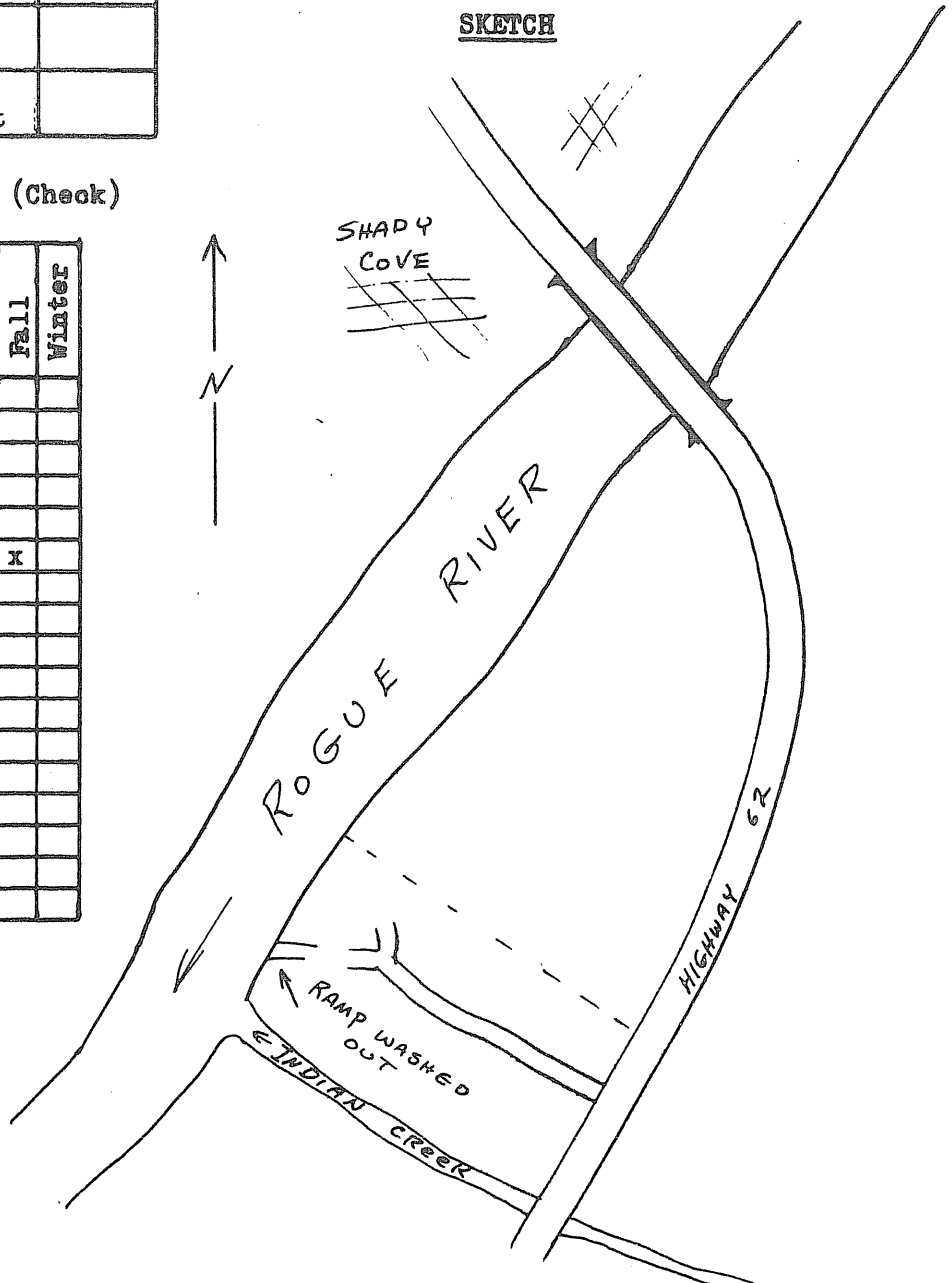 SKETCH
t
(Check)
Fall
Winter
x
SHADY
COVE
N
ROGUE RIVER
HIGHWAY 62
RAMP WASHED
OUT
INDIAN CREEK